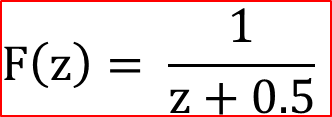 F(z) = 1 / (z + 0.5)